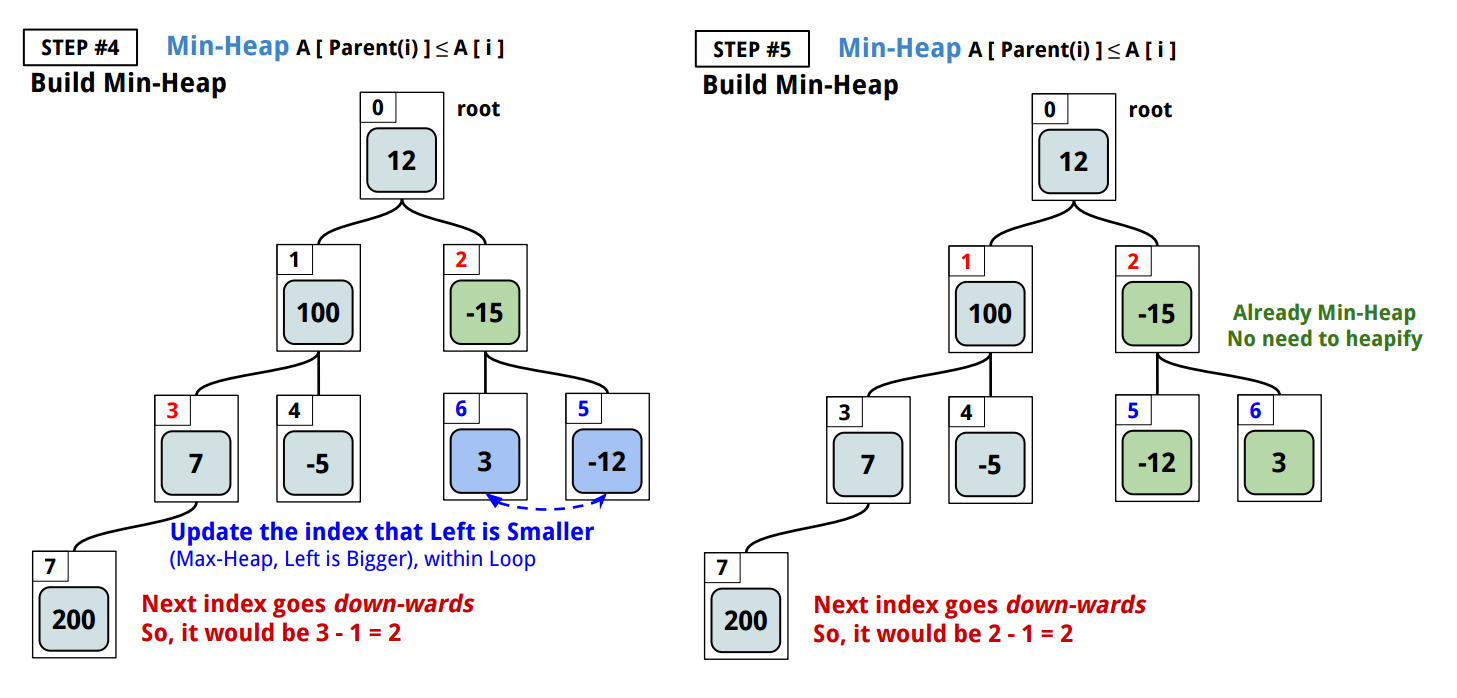 STEP #4
Min-Heap A [ Parent(i) ] ≤ A [ i ]
Build Min-Heap
0
root
12
1
2
100
-15
3
4
6
5
7
-5
3
-12
Update the index that Left is Smaller
(Max-Heap, Left is Bigger), within Loop
7
200
Next index goes down-wards
So, it would be 3 - 1 = 2
STEP #5
Min-Heap A [ Parent(i) ] ≤ A [ i ]
Build Min-Heap
0
root
12
1
2
100
-15
Already Min-Heap
No need to heapify
3
4
5
6
7
-5
-12
3
7
200
Next index goes down-wards
So, it would be 2 - 1 = 2